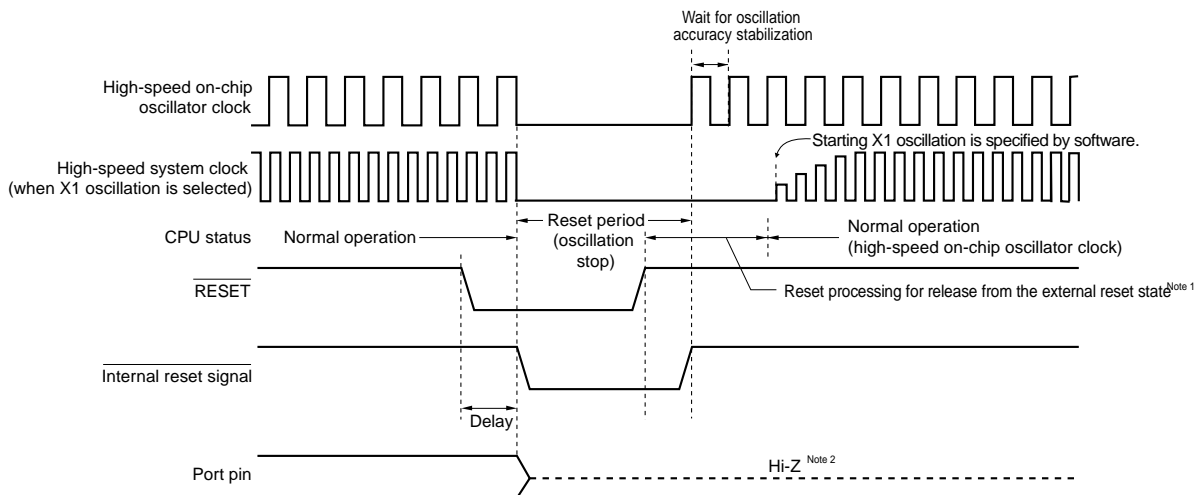 Wait for oscillation
accuracy stabilization
High-speed on-chip
oscillator clock
Starting X1 oscillation is specified by software.
High-speed system clock
(when X1 oscillation is selected)
Reset period
(oscillation
stop)
CPU status
Normal operation
Normal operation
(high-speed on-chip oscillator clock)
RESET
Reset processing for release from the external reset state Note 1
Internal reset signal
Delay
Port pin
Hi-Z Note 2